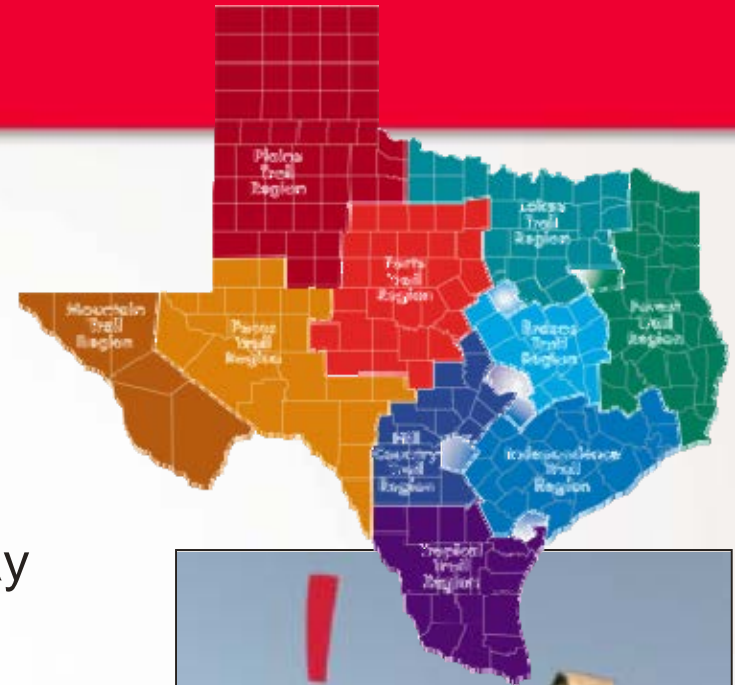 Plains
Trail
Region
Lakes
Trail
Region
Forts
Trail
Region
Mountain
Trail
Region
Pecos
Trail
Region
Brazos
Trail
Region
Forest
Trail
Region
Hill
Country
Trail
Region
Independence
Trail
Region
Tropical
Trail
Region
y